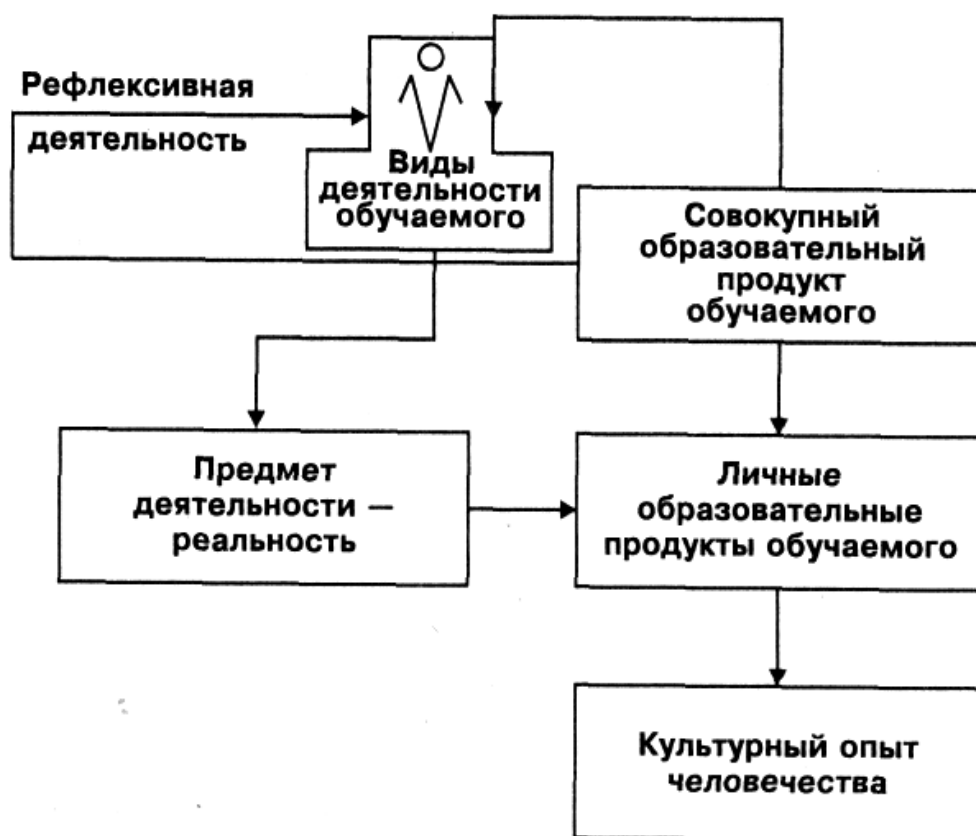 Рефлексивная
деятельность
Виды
деятельности
обучаемого
Совокупный
образовательный
продукт
обучаемого
Предмет
деятельности —
реальность
Личные
образовательные
продукты обучаемого
Культурный опыт
человечества